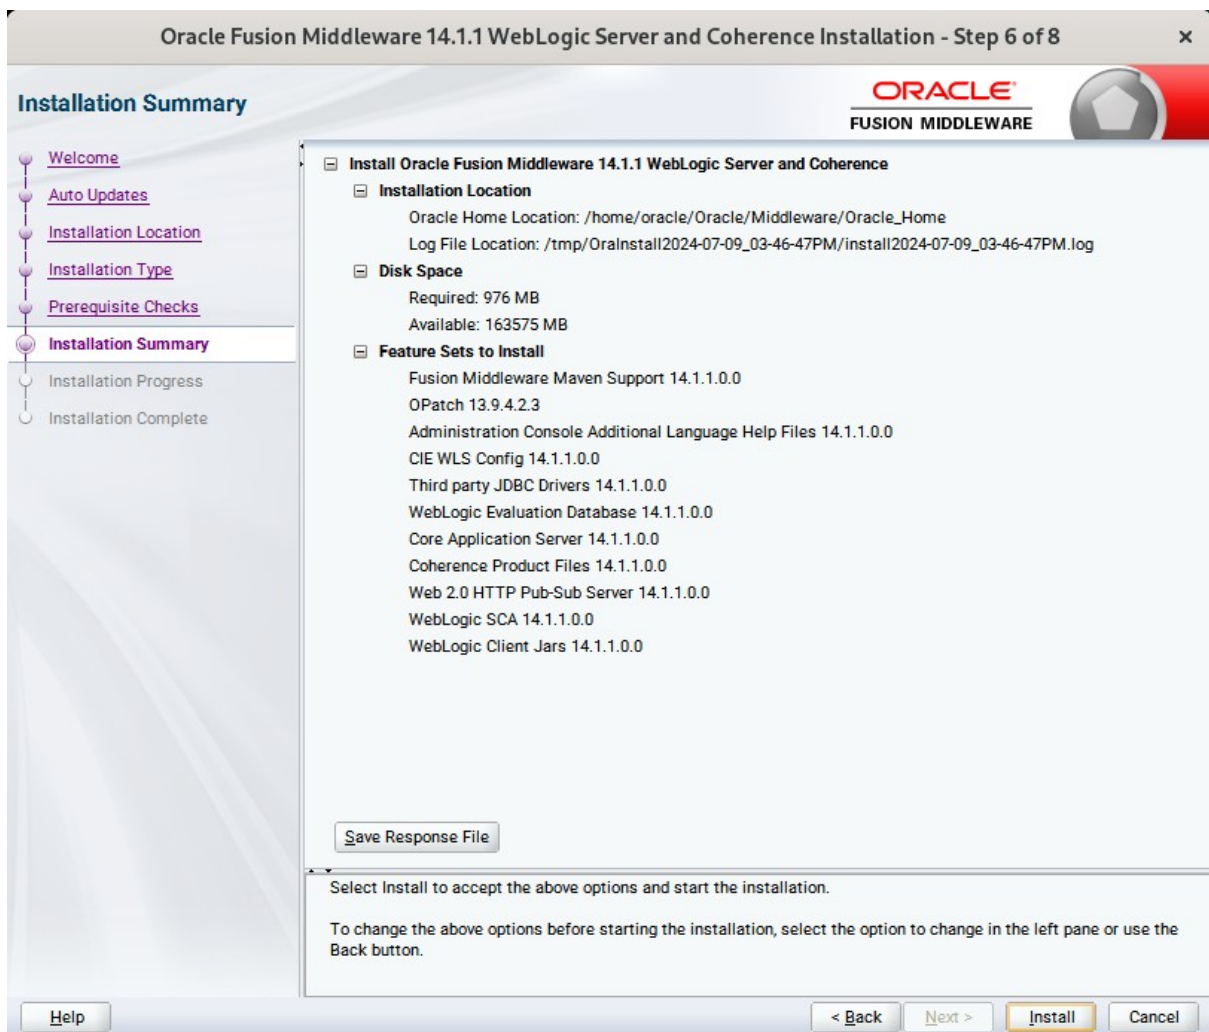 Oracle Fusion Middleware 14.1.1 WebLogic Server and Coherence Installation - Step 6 of 8
Installation Summary
ORACLE
FUSION MIDDLEWARE
Welcome
Auto Updates
Installation Location
Installation Type
Prerequisite Checks
Installation Summary
Installation Progress
Installation Complete
Install Oracle Fusion Middleware 14.1.1 WebLogic Server and Coherence
Installation Location
Oracle Home Location: /home/oracle/Oracle/Middleware/Oracle_Home
Log File Location: /tmp/OraInstall2024-07-09_03-46-47PM/install2024-07-09_03-46-47PM.log
Disk Space
Required: 976 MB
Available: 163575 MB
Feature Sets to Install
Fusion Middleware Maven Support 14.1.1.0.0
OPatch 13.9.4.2.3
Administration Console Additional Language Help Files 14.1.1.0.0
CIE WLS Config 14.1.1.0.0
Third party JDBC Drivers 14.1.1.0.0
WebLogic Evaluation Database 14.1.1.0.0
Core Application Server 14.1.1.0.0
Coherence Product Files 14.1.1.0.0
Web 2.0 HTTP Pub-Sub Server 14.1.1.0.0
WebLogic SCA 14.1.1.0.0
WebLogic Client Jars 14.1.1.0.0
Save Response File
Select Install to accept the above options and start the installation.
To change the above options before starting the installation, select the option to change in the left pane or use the
Back button.
Help
< Back
Next >
Install
Cancel